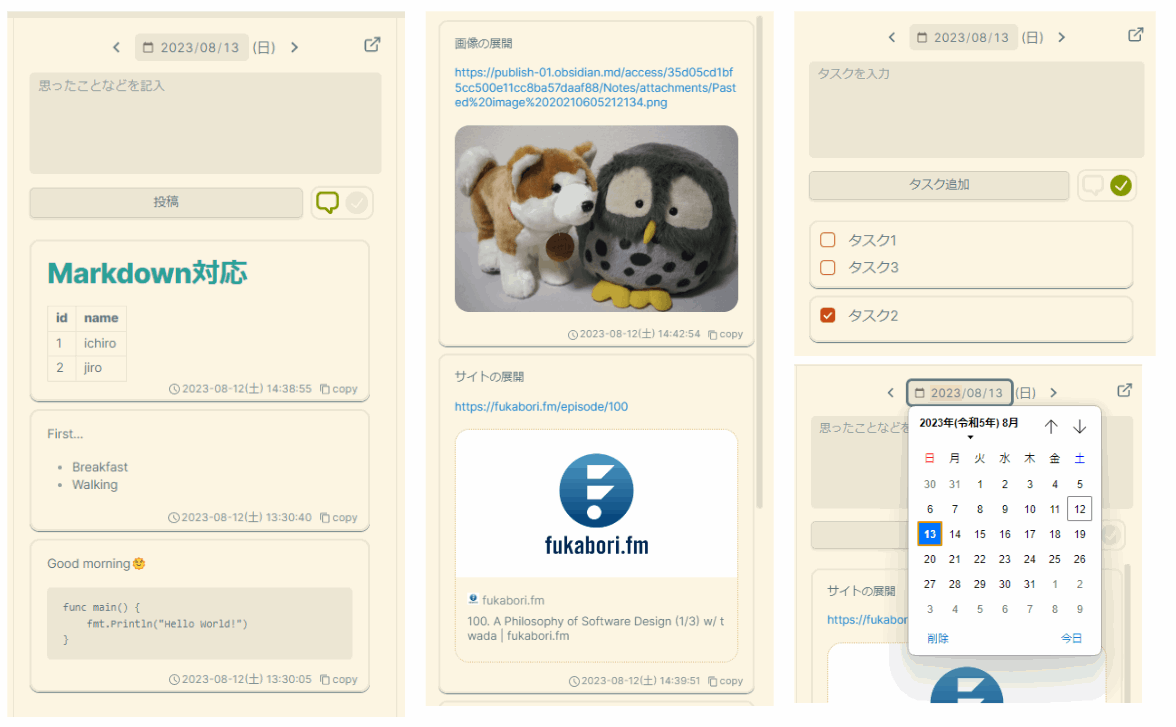 2023/08/13 (日)
思ったことなどを記入
投稿
Markdown対応
id name
1 ichiro
2 jiro
2023-08-12(土) 14:38:55 copy
First...
Breakfast
Walking
2023-08-12(土) 13:30:40 copy
Good morning🌞
func main() {
fmt.Println("Hello World!")
}
2023-08-12(土) 13:30:05 copy
画像の展開
https://publish-01.obsidian.md/access/35d05cd1bf
5cc500e11cc8ba57daaf88/Notes/attachments/Past
ed%20image%2020210605212134.png
2023-08-12(土) 14:42:54 copy
サイトの展開
https://fukabori.fm/episode/100
fukabori.fm
fukabori.fm
100. A Philosophy of Software Design (1/3) w/ t
wada | fukabori.fm
2023-08-12(土) 14:39:51 copy
2023/08/13 (日)
タスクを入力
タスク追加
タスク1
タスク3
タスク2
2023/08/13 (日)
思ったことなどを
2023年(令和5年) 8月
日 月 火 水 木 金 土
30 31 1 2 3 4 5
6 7 8 9 10 11 12
13 14 15 16 17 18 19
20 21 22 23 24 25 26
27 28 29 30 31 1 2
3 4 5 6 7 8 9
削除 今日
サイトの展開
https://fukabor